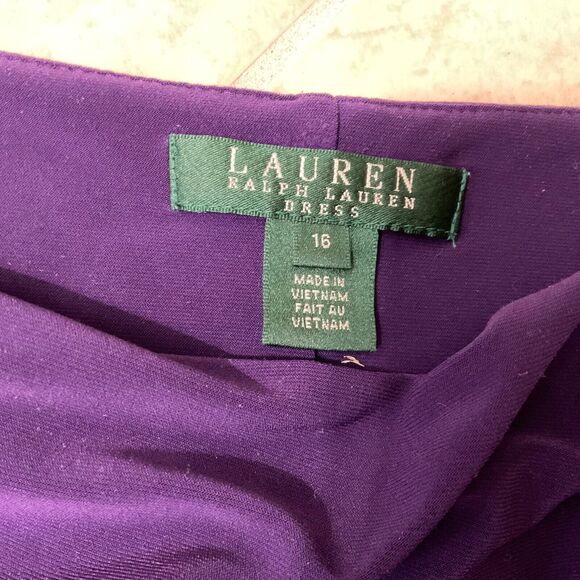 LAUREN
RALPH LAUREN
DRESS
16
MADE IN
VIETNAM
FAIT AU
VIETNAM